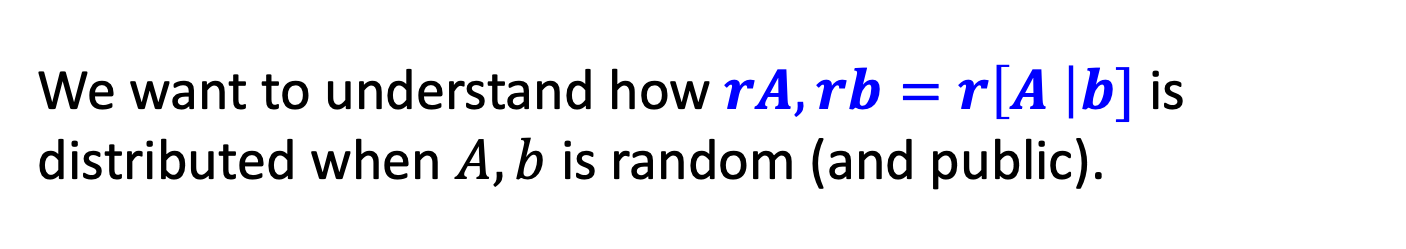 We want to understand how rA, rb = r[A |b] is
distributed when A, b is random (and public).